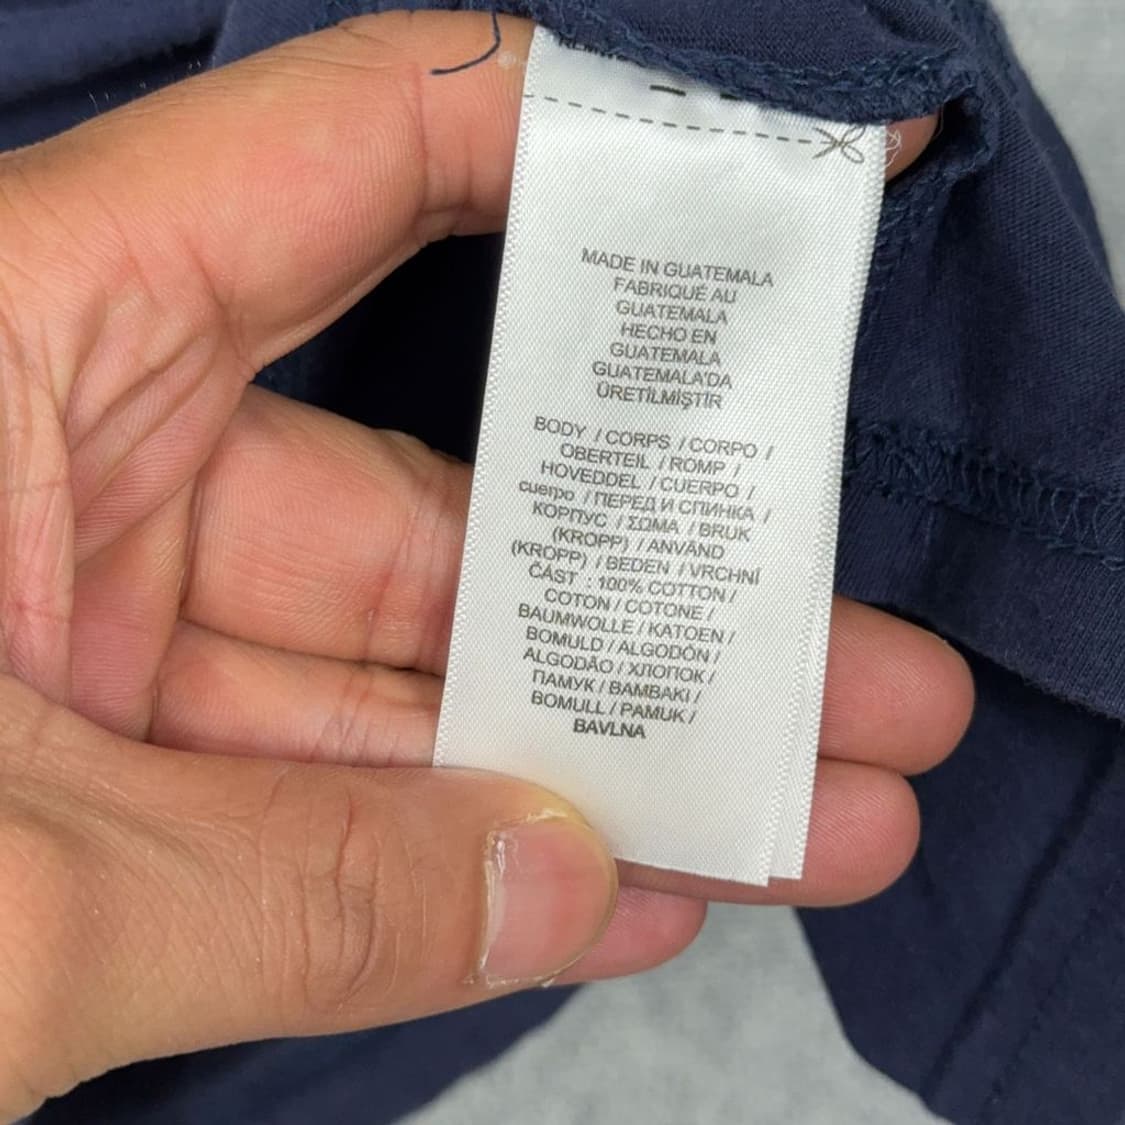 MADE IN GUATEMALA
FABRIQUÉ AU
GUATEMALA
HECHO EN
GUATEMALA
GUATEMALA'DA
ÜRETİLMİŞTİR
BODY / CORPS / CORPO /
OBERTEIL / ROMP /
HOVEDDEL / CUERPO /
cuerpo / ПЕРЕД И СПИНКА /
КОРПУС / ΣΩΜΑ / BRUK
(KROPP) / ANVÄND
(KROPP) / BEDEN / VRCHNÍ
ČÁST : 100% COTTON /
COTON / COTONE /
BAUMWOLLE / KATOEN /
BOMULD / ALGODÓN /
ALGODÃO / ХЛОПОК /
ПАМУК / ΒΑΜΒΑΚΙ /
BOMULL / PAMUK /
BAVLNA